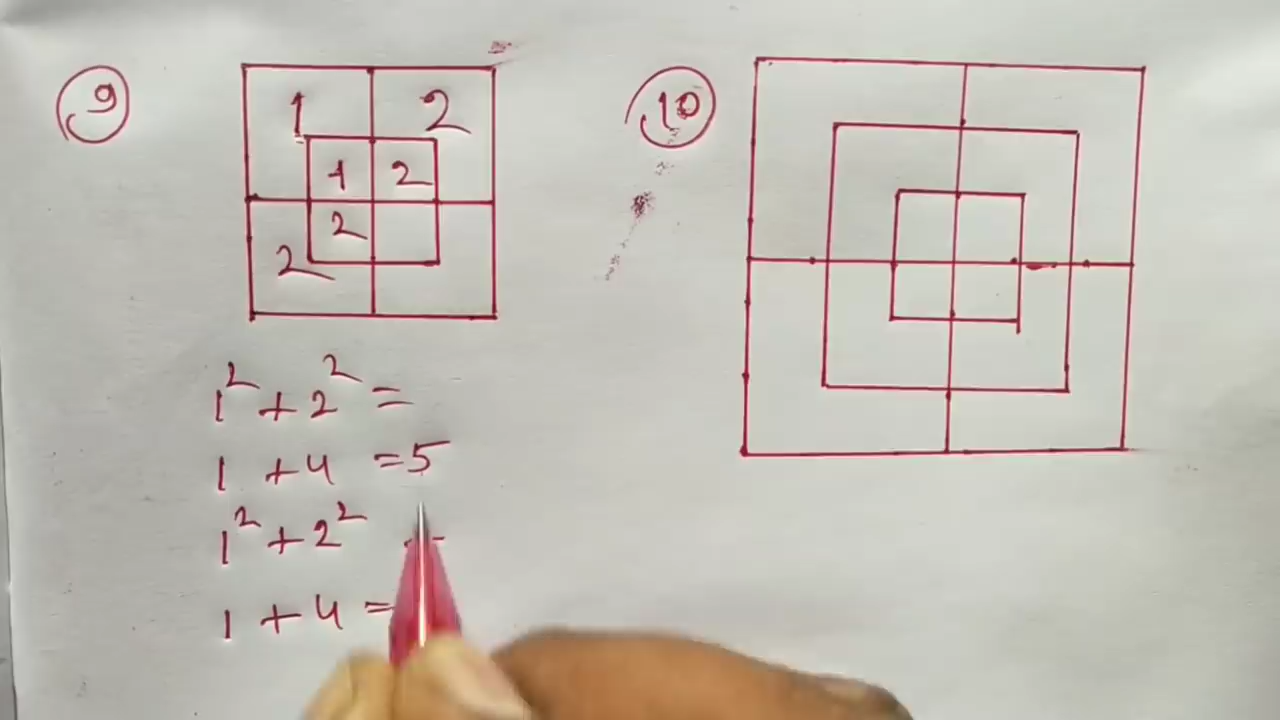 9
1 2
1 2
2
2
1² + 2² =
1 + 4 = 5
1² + 2²
1 + 4 =
10